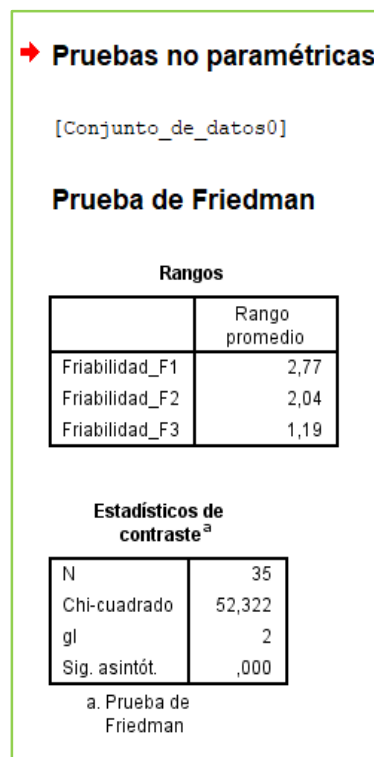 Pruebas no paramétricas
[Conjunto_de_datos0]
Prueba de Friedman
Rangos
Rango
promedio
Friabilidad_F1 2,77
Friabilidad_F2 2,04
Friabilidad_F3 1,19
Estadísticos de
contraste a
N 35
Chi-cuadrado 52,322
gl 2
Sig. asintót. ,000
a. Prueba de
Friedman